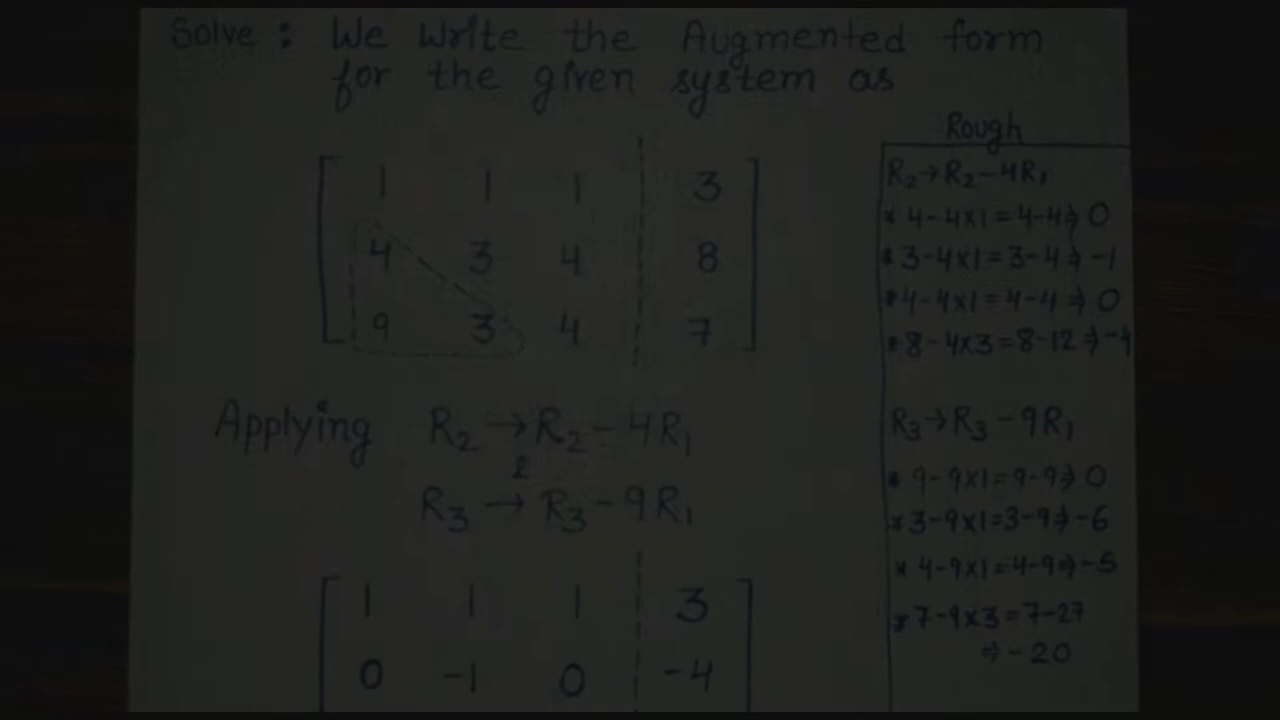 Solve : We Write the Augmented form
for the given system as
1 1 1 3
4 3 4 8
9 3 4 7
Applying R₂ → R₂ - 4R₁
&
R₃ → R₃ - 9R₁
1 1 1 3
0 -1 0 -4
Rough
R₂→R₂-4R₁
* 4-4x1=4-4⇒0
* 3-4x1=3-4⇒-1
* 4-4x1=4-4⇒0
* 8-4x3=8-12⇒-4
R₃→R₃-9R₁
* 9-9x1=9-9⇒0
* 3-9x1=3-9⇒-6
* 4-9x1=4-9⇒-5
* 7-9x3=7-27
⇒-20